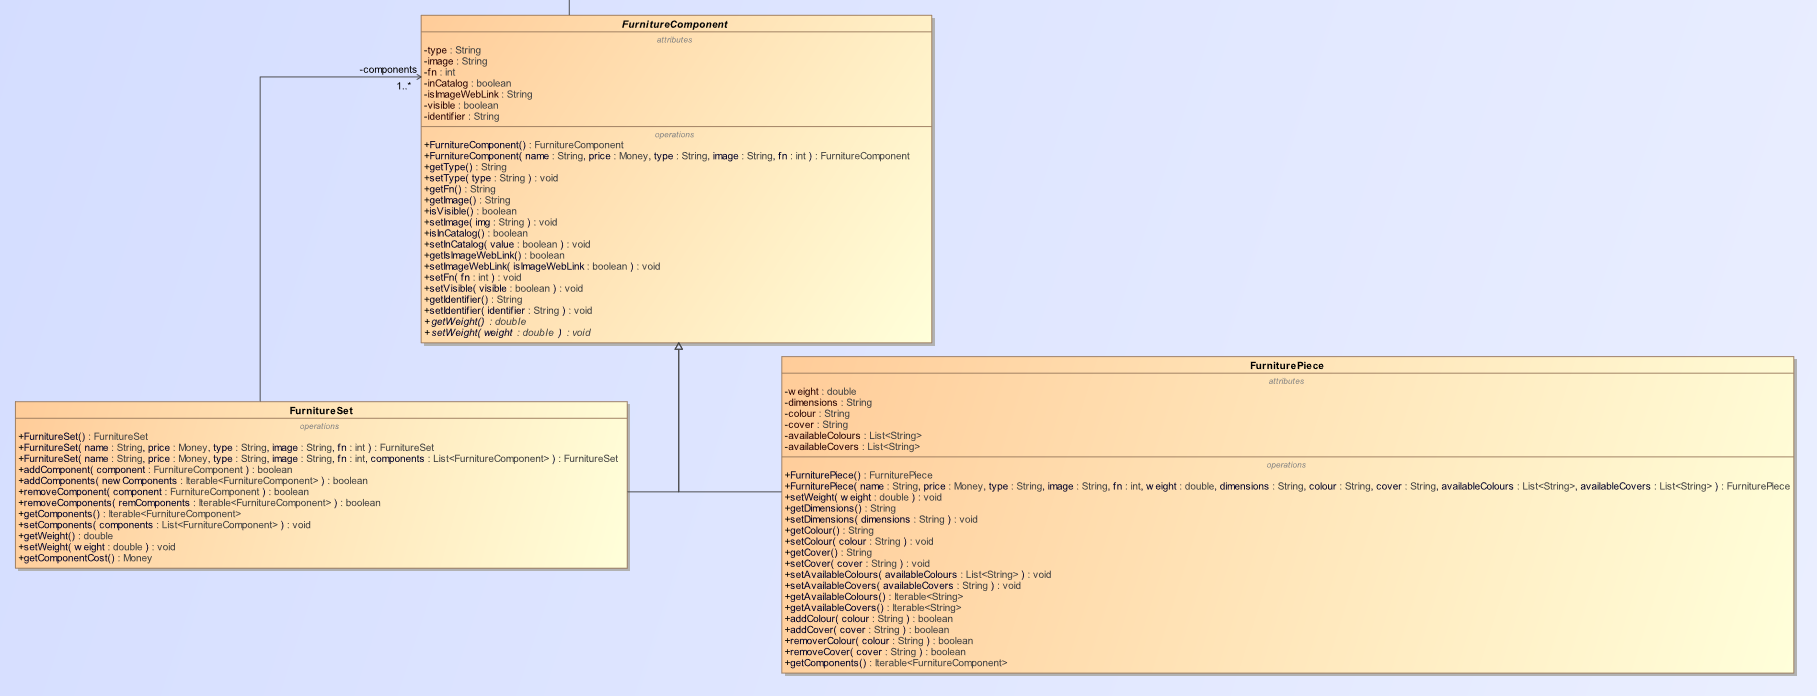 FurnitureComponent
attributes
-type : String
-image : String
-fn : int
-inCatalog : boolean
-isImageWebLink : String
-visible : boolean
-identifier : String
operations
+FurnitureComponent() : FurnitureComponent
+FurnitureComponent( name : String, price : Money, type : String, image : String, fn : int ) : FurnitureComponent
+getType() : String
+setType( type : String ) : void
+getFn() : String
+getImage() : String
+isVisible() : boolean
+setImage( img : String ) : void
+isInCatalog() : boolean
+setInCatalog( value : boolean ) : void
+getIsImageWebLink() : boolean
+setImageWebLink( isImageWebLink : boolean ) : void
+setFn( fn : int ) : void
+setVisible( visible : boolean ) : void
+getIdentifier() : String
+setIdentifier( identifier : String ) : void
+getWeight() : double
+setWeight( weight : double ) : void
-components
1..*
FurnitureSet
operations
+FurnitureSet() : FurnitureSet
+FurnitureSet( name : String, price : Money, type : String, image : String, fn : int ) : FurnitureSet
+FurnitureSet( name : String, price : Money, type : String, image : String, fn : int, components : List<FurnitureComponent> ) : FurnitureSet
+addComponent( component : FurnitureComponent ) : boolean
+addComponents( newComponents : Iterable<FurnitureComponent> ) : boolean
+removeComponent( component : FurnitureComponent ) : boolean
+removeComponents( remComponents : Iterable<FurnitureComponent> ) : boolean
+getComponents() : Iterable<FurnitureComponent>
+setComponents( components : List<FurnitureComponent> ) : void
+getWeight() : double
+setWeight( weight : double ) : void
+getComponentCost() : Money
FurniturePiece
attributes
-weight : double
-dimensions : String
-colour : String
-cover : String
-availableColours : List<String>
-availableCovers : List<String>
operations
+FurniturePiece() : FurniturePiece
+FurniturePiece( name : String, price : Money, type : String, image : String, fn : int, weight : double, dimensions : String, colour : String, cover : String, availableColours : List<String>, availableCovers : List<String> ) : FurniturePiece
+setWeight( weight : double ) : void
+getDimensions() : String
+setDimensions( dimensions : String ) : void
+getColour() : String
+setColour( colour : String ) : void
+getCover() : String
+setCover( cover : String ) : void
+setAvailableColours( availableColours : List<String> ) : void
+setAvailableCovers( availableCovers : String ) : void
+getAvailableColours() : Iterable<String>
+getAvailableCovers() : Iterable<String>
+addColour( colour : String ) : boolean
+addCover( cover : String ) : boolean
+removerColour( colour : String ) : boolean
+removeCover( cover : String ) : boolean
+getComponents() : Iterable<FurnitureComponent>